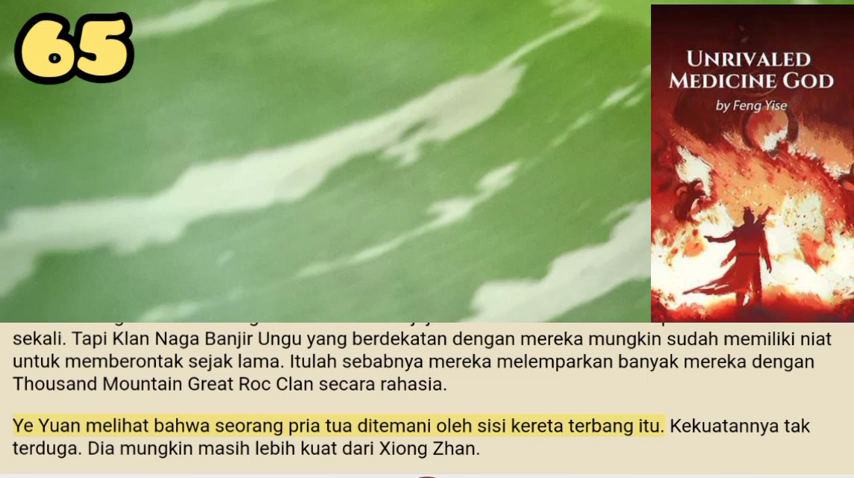 65
UNRIVALED
MEDICINE GOD
by Feng Yise
sekali. Tapi Klan Naga Banjir Ungu yang berdekatan dengan mereka mungkin sudah memiliki niat
untuk memberontak sejak lama. Itulah sebabnya mereka melemparkan banyak mereka dengan
Thousand Mountain Great Roc Clan secara rahasia.
Ye Yuan melihat bahwa seorang pria tua ditemani oleh sisi kereta terbang itu. Kekuatannya tak
terduga. Dia mungkin masih lebih kuat dari Xiong Zhan.